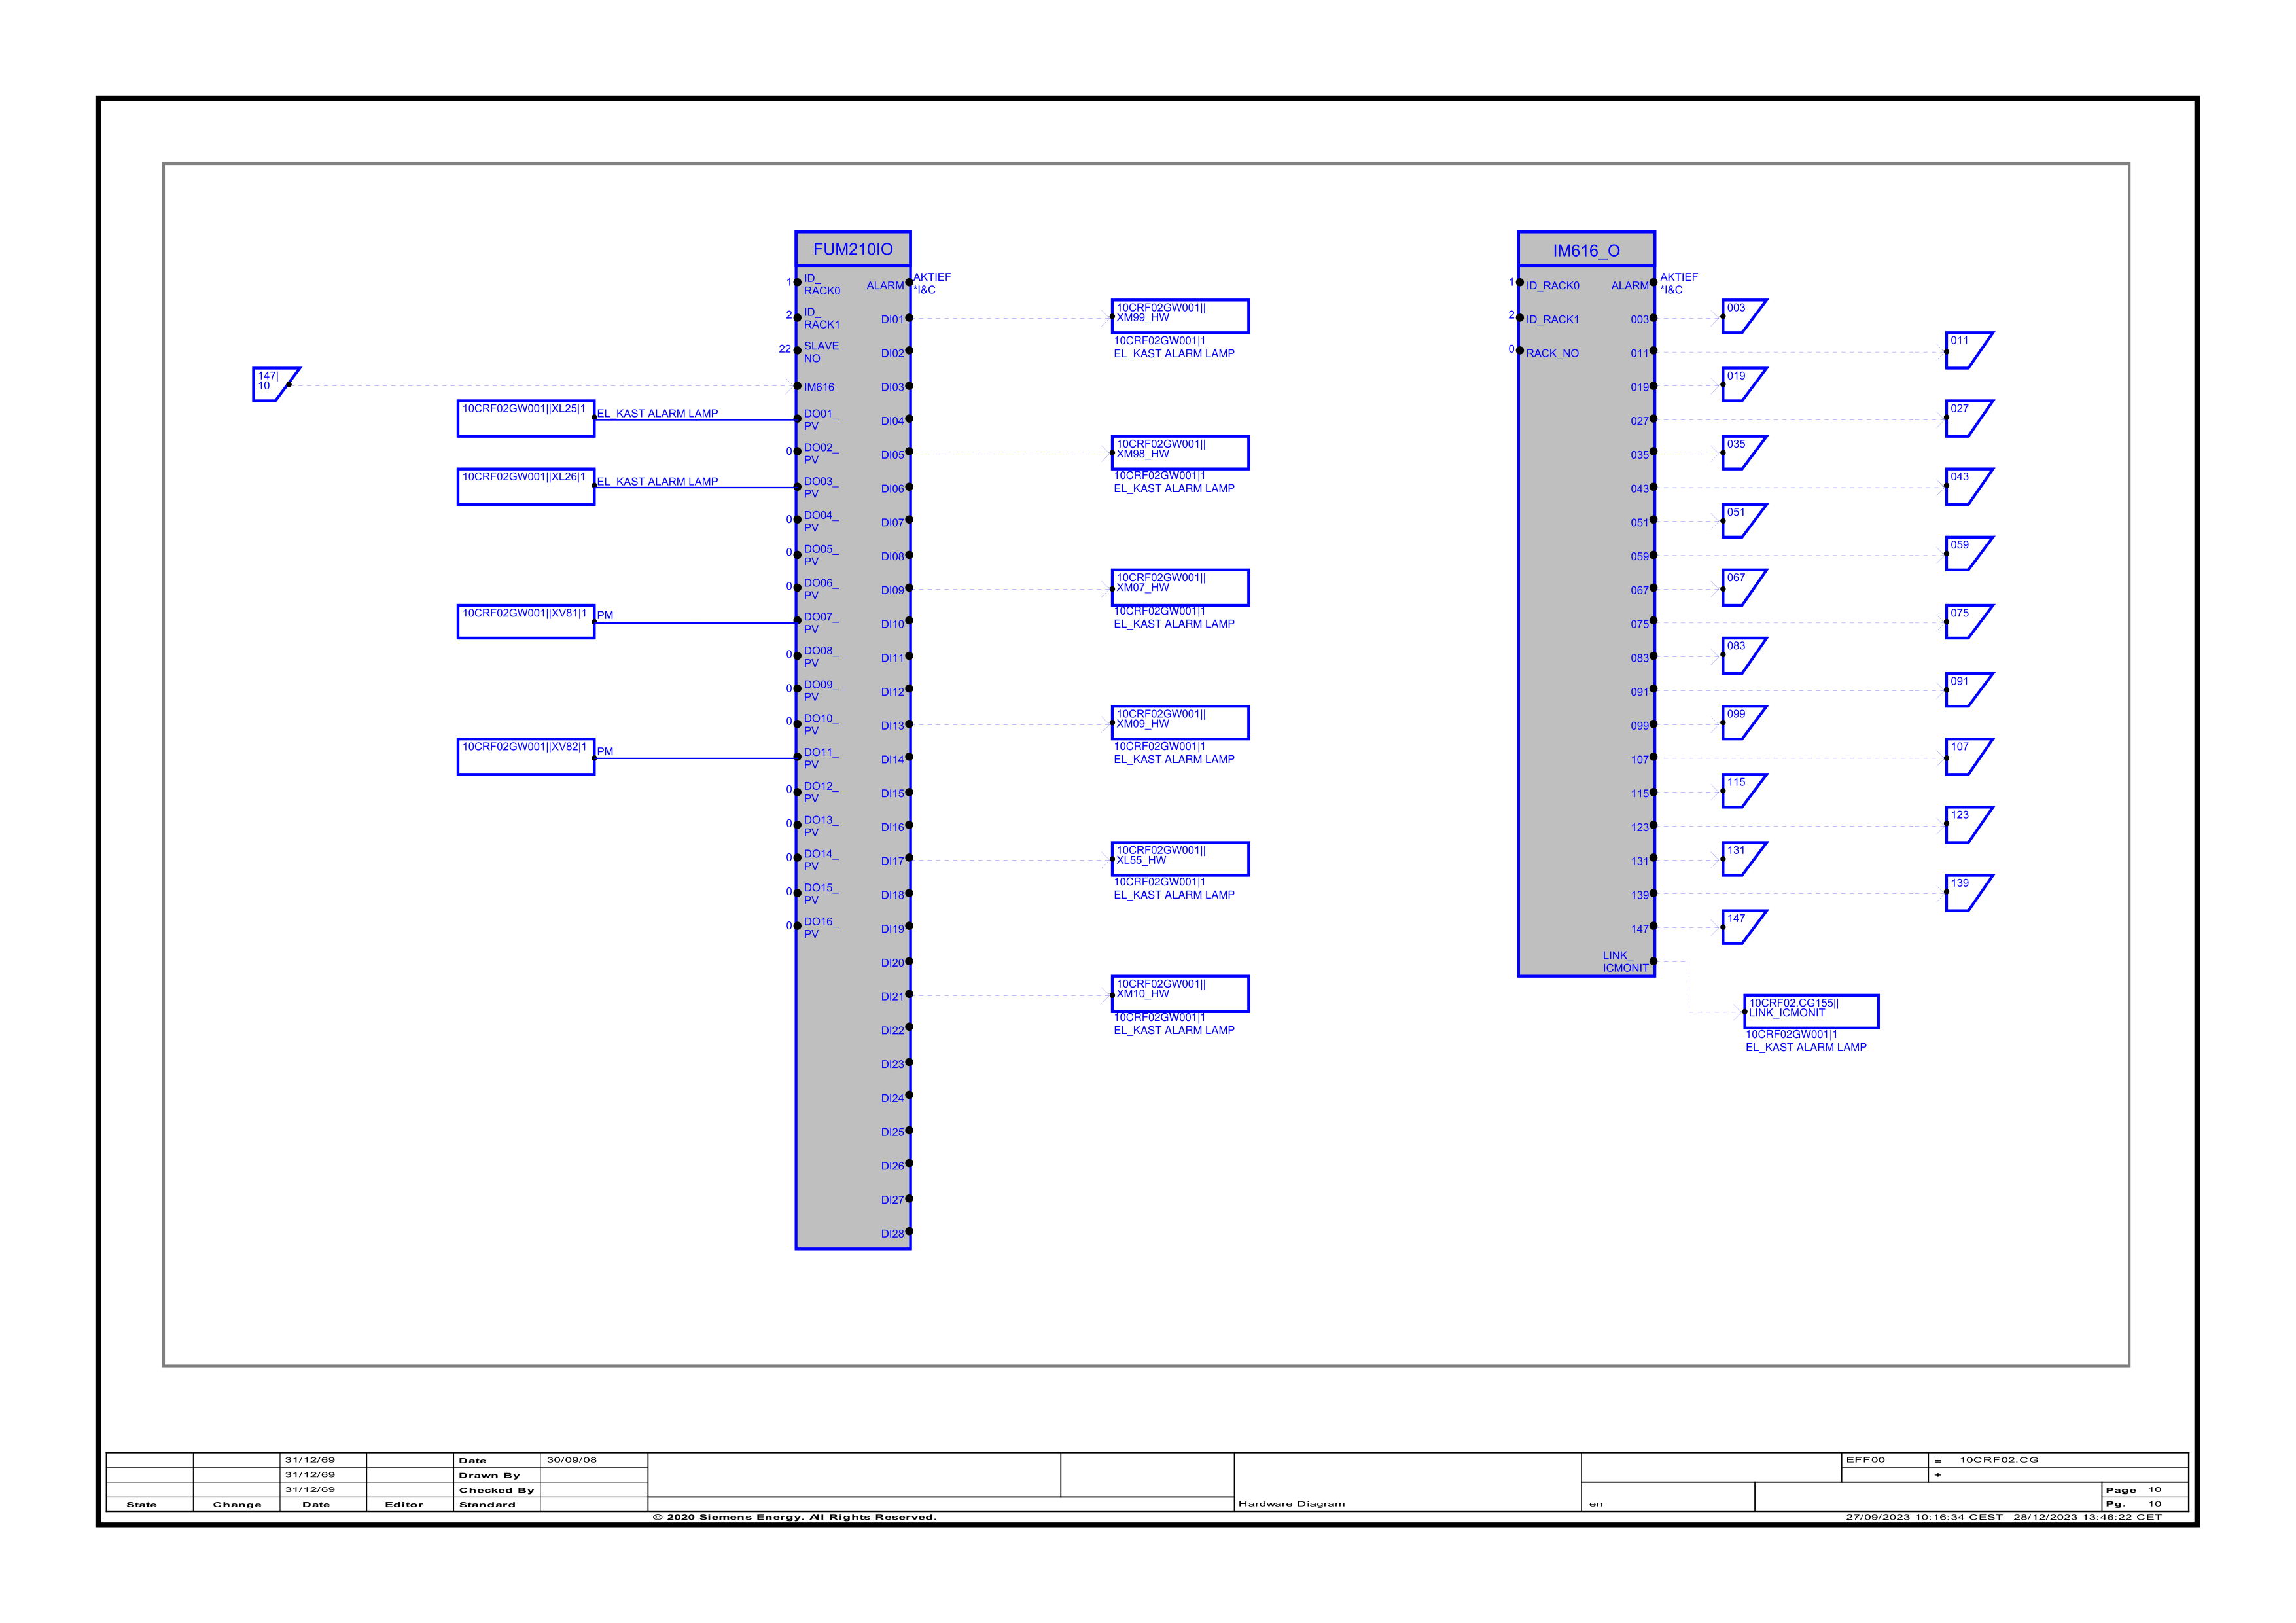 FUM210IO
1 ID_
RACK0
2 ID_
RACK1
22 SLAVE
NO
147|
10
IM616
10CRF02GW001||XL25|1
EL_KAST ALARM LAMP
DO01_
PV
0 DO02_
PV
10CRF02GW001||XL26|1
EL_KAST ALARM LAMP
DO03_
PV
0 DO04_
PV
0 DO05_
PV
0 DO06_
PV
10CRF02GW001||XV81|1
PM
DO07_
PV
0 DO08_
PV
0 DO09_
PV
0 DO10_
PV
10CRF02GW001||XV82|1
PM
DO11_
PV
0 DO12_
PV
0 DO13_
PV
0 DO14_
PV
0 DO15_
PV
0 DO16_
PV
ALARM
AKTIEF
*I&C
DI01
DI02
DI03
DI04
DI05
DI06
DI07
DI08
DI09
DI10
DI11
DI12
DI13
DI14
DI15
DI16
DI17
DI18
DI19
DI20
DI21
DI22
DI23
DI24
DI25
DI26
DI27
DI28
10CRF02GW001||
XM99_HW
10CRF02GW001|1
EL_KAST ALARM LAMP
10CRF02GW001||
XM98_HW
10CRF02GW001|1
EL_KAST ALARM LAMP
10CRF02GW001||
XM07_HW
10CRF02GW001|1
EL_KAST ALARM LAMP
10CRF02GW001||
XM09_HW
10CRF02GW001|1
EL_KAST ALARM LAMP
10CRF02GW001||
XL55_HW
10CRF02GW001|1
EL_KAST ALARM LAMP
10CRF02GW001||
XM10_HW
10CRF02GW001|1
EL_KAST ALARM LAMP
IM616_O
1 ID_RACK0
2 ID_RACK1
0 RACK_NO
ALARM
AKTIEF
*I&C
003 003
011 011
019 019
027 027
035 035
043 043
051 051
059 059
067 067
075 075
083 083
091 091
099 099
107 107
115 115
123 123
131 131
139 139
147 147
LINK_
ICMONIT
10CRF02.CG155||
LINK_ICMONIT
10CRF02GW001|1
EL_KAST ALARM LAMP
31/12/69 Date 30/09/08 EFF00 = 10CRF02.CG
31/12/69 Drawn By +
31/12/69 Checked By Page 10
State Change Date Editor Standard Hardware Diagram en Pg. 10
© 2020 Siemens Energy. All Rights Reserved. 27/09/2023 10:16:34 CEST 28/12/2023 13:46:22 CET